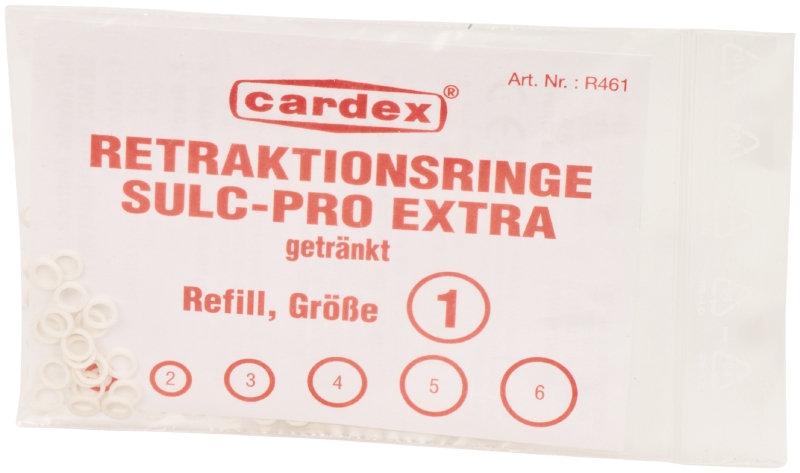 cardex®
Art. Nr. : R461
RETRAKTIONSRINGE
SULC-PRO EXTRA
getränkt
Refill, Größe 1
2 3 4 5 6